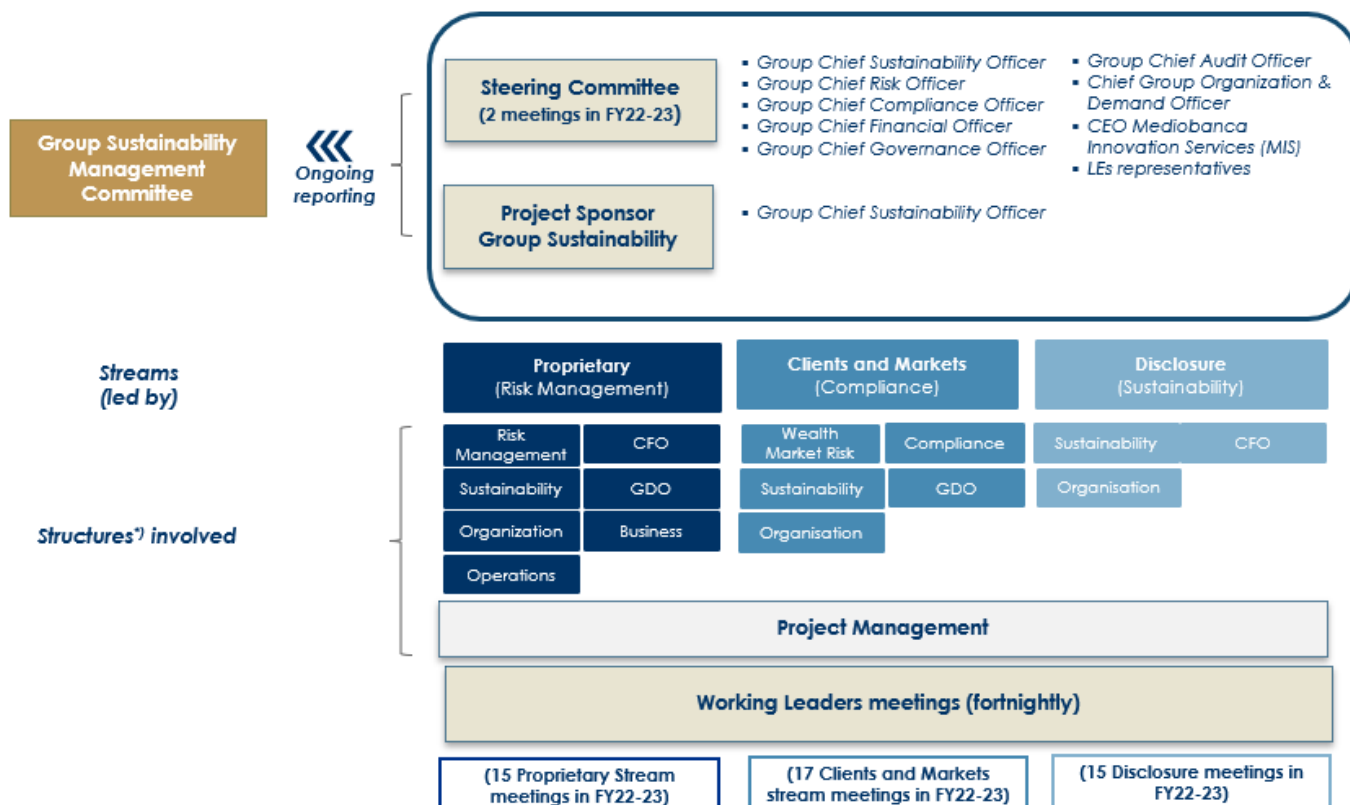 Group Sustainability
Management
Committee
Ongoing
reporting
Steering Committee
(2 meetings in FY22-23)
▪ Group Chief Sustainability Officer
▪ Group Chief Risk Officer
▪ Group Chief Compliance Officer
▪ Group Chief Financial Officer
▪ Group Chief Governance Officer
▪ Group Chief Audit Officer
▪ Chief Group Organization &
Demand Officer
▪ CEO Mediobanca
Innovation Services (MIS)
▪ LEs representatives
Project Sponsor
Group Sustainability
▪ Group Chief Sustainability Officer
Streams
(led by)
Proprietary
(Risk Management)
Clients and Markets
(Compliance)
Disclosure
(Sustainability)
Structures*) involved
Risk
Management
CFO
Sustainability
GDO
Organization
Business
Operations
Wealth
Market Risk
Compliance
Sustainability
GDO
Organisation
Sustainability
CFO
Organisation
Project Management
Working Leaders meetings (fortnightly)
(15 Proprietary Stream
meetings in FY22-23)
(17 Clients and Markets
stream meetings in FY22-23)
(15 Disclosure meetings in
FY22-23)